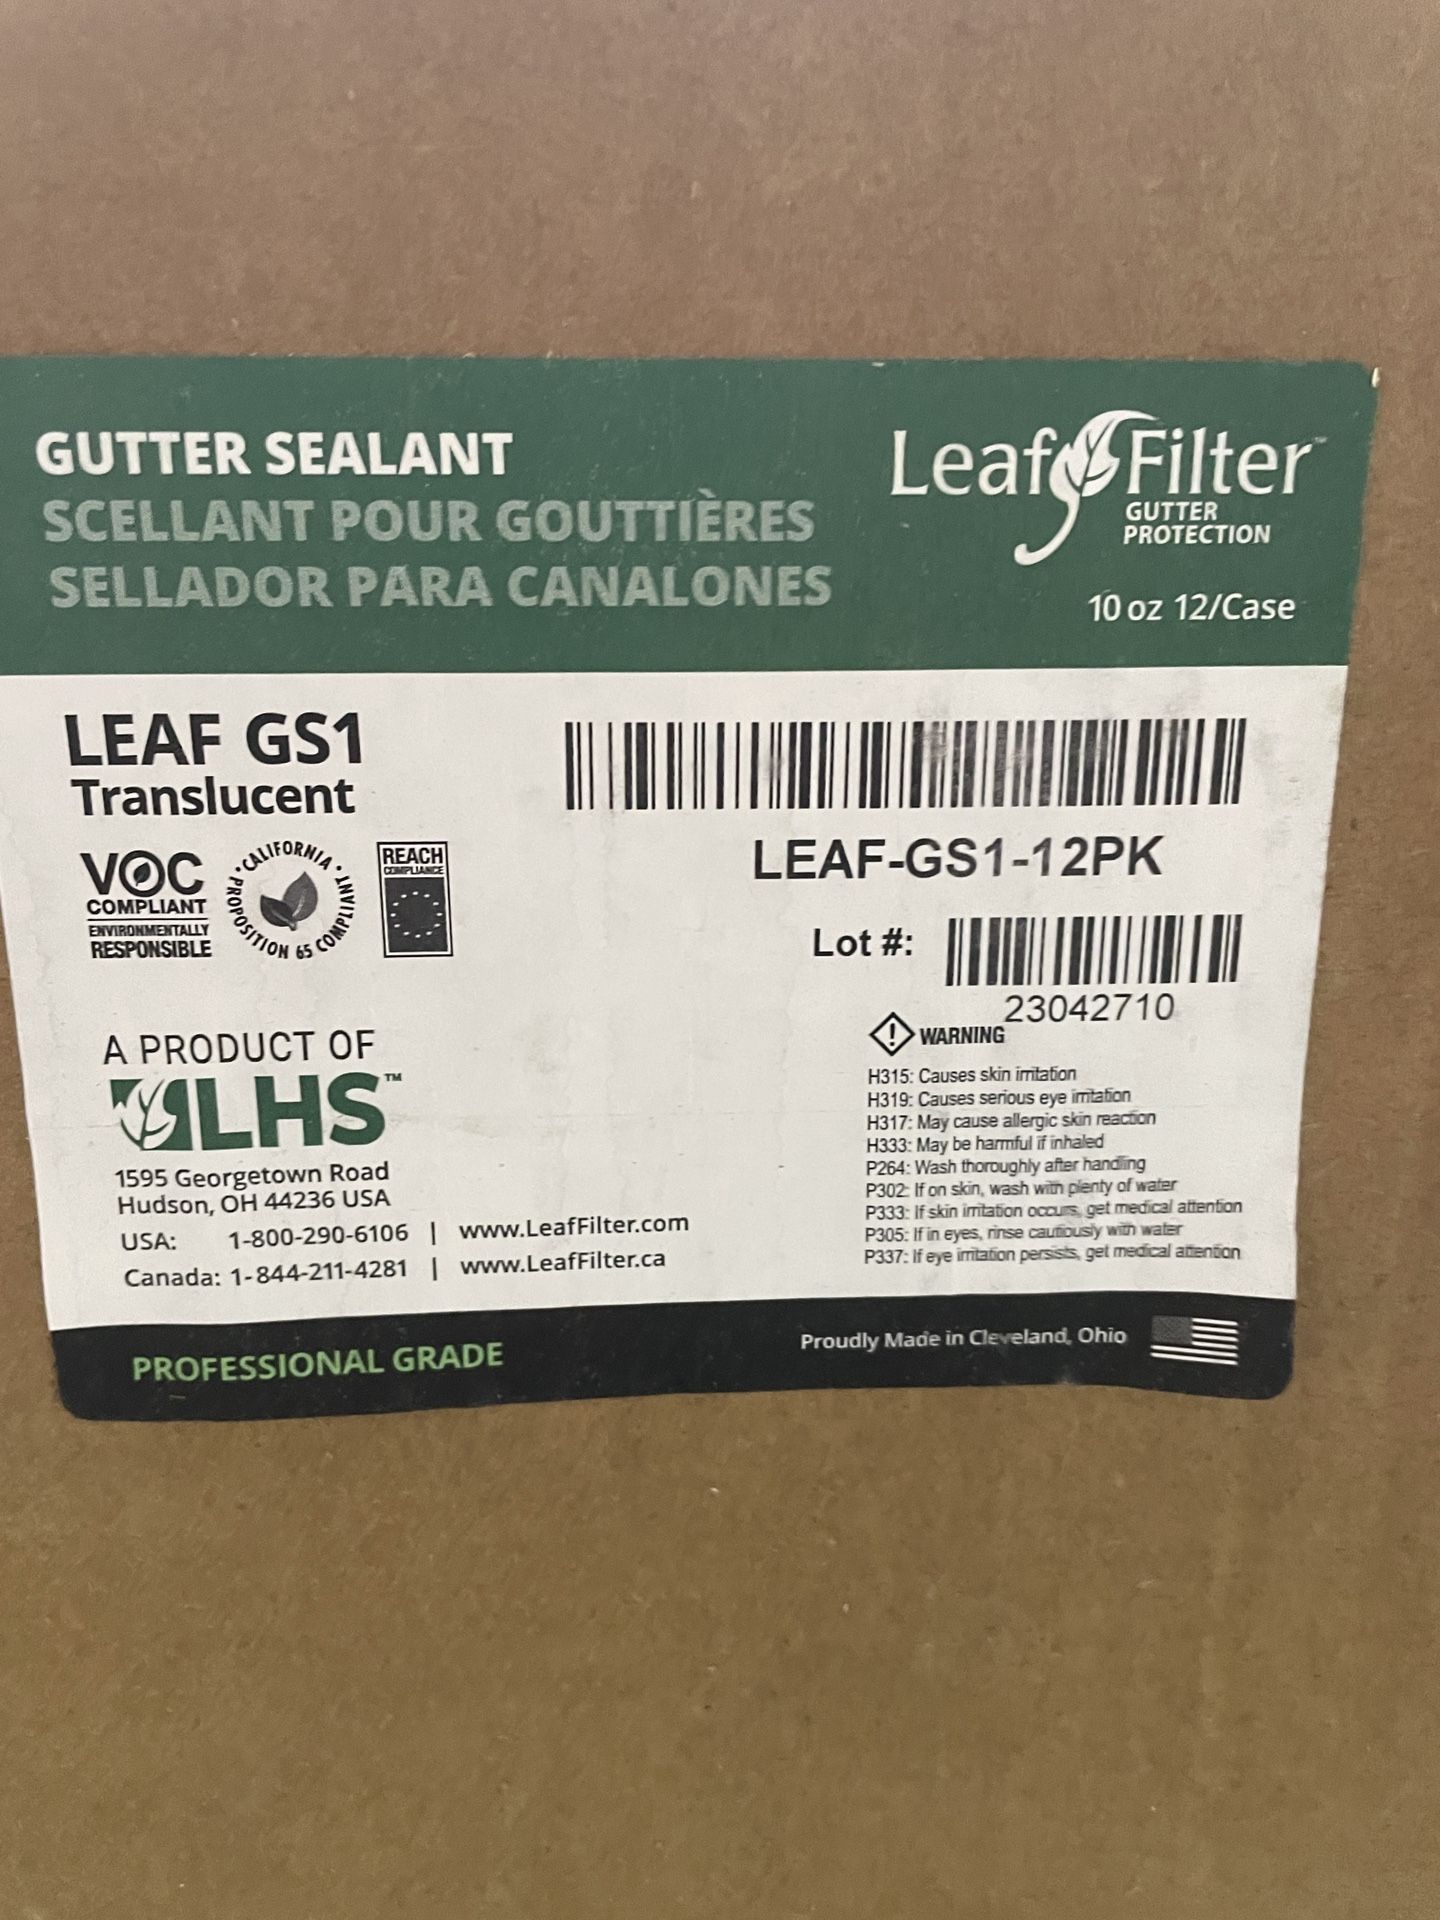 GUTTER SEALANT
SCELLANT POUR GOUTTIÈRES
SELLADOR PARA CANALONES
LeafFilter™
GUTTER
PROTECTION
10 oz 12/Case
LEAF GS1
Translucent
VOC
COMPLIANT
ENVIRONMENTALLY
RESPONSIBLE
• CALIFORNIA • PROPOSITION 65 COMPLIANT
REACH
COMPLIANCE
LEAF-GS1-12PK
Lot #:
23042710
WARNING
H315: Causes skin irritation
H319: Causes serious eye irritation
H317: May cause allergic skin reaction
H333: May be harmful if inhaled
P264: Wash thoroughly after handling
P302: If on skin, wash with plenty of water
P333: If skin irritation occurs, get medical attention
P305: If in eyes, rinse cautiously with water
P337: If eye irritation persists, get medical attention
A PRODUCT OF
LHS™
1595 Georgetown Road
Hudson, OH 44236 USA
USA: 1-800-290-6106 | www.LeafFilter.com
Canada: 1-844-211-4281 | www.LeafFilter.ca
PROFESSIONAL GRADE
Proudly Made in Cleveland, Ohio